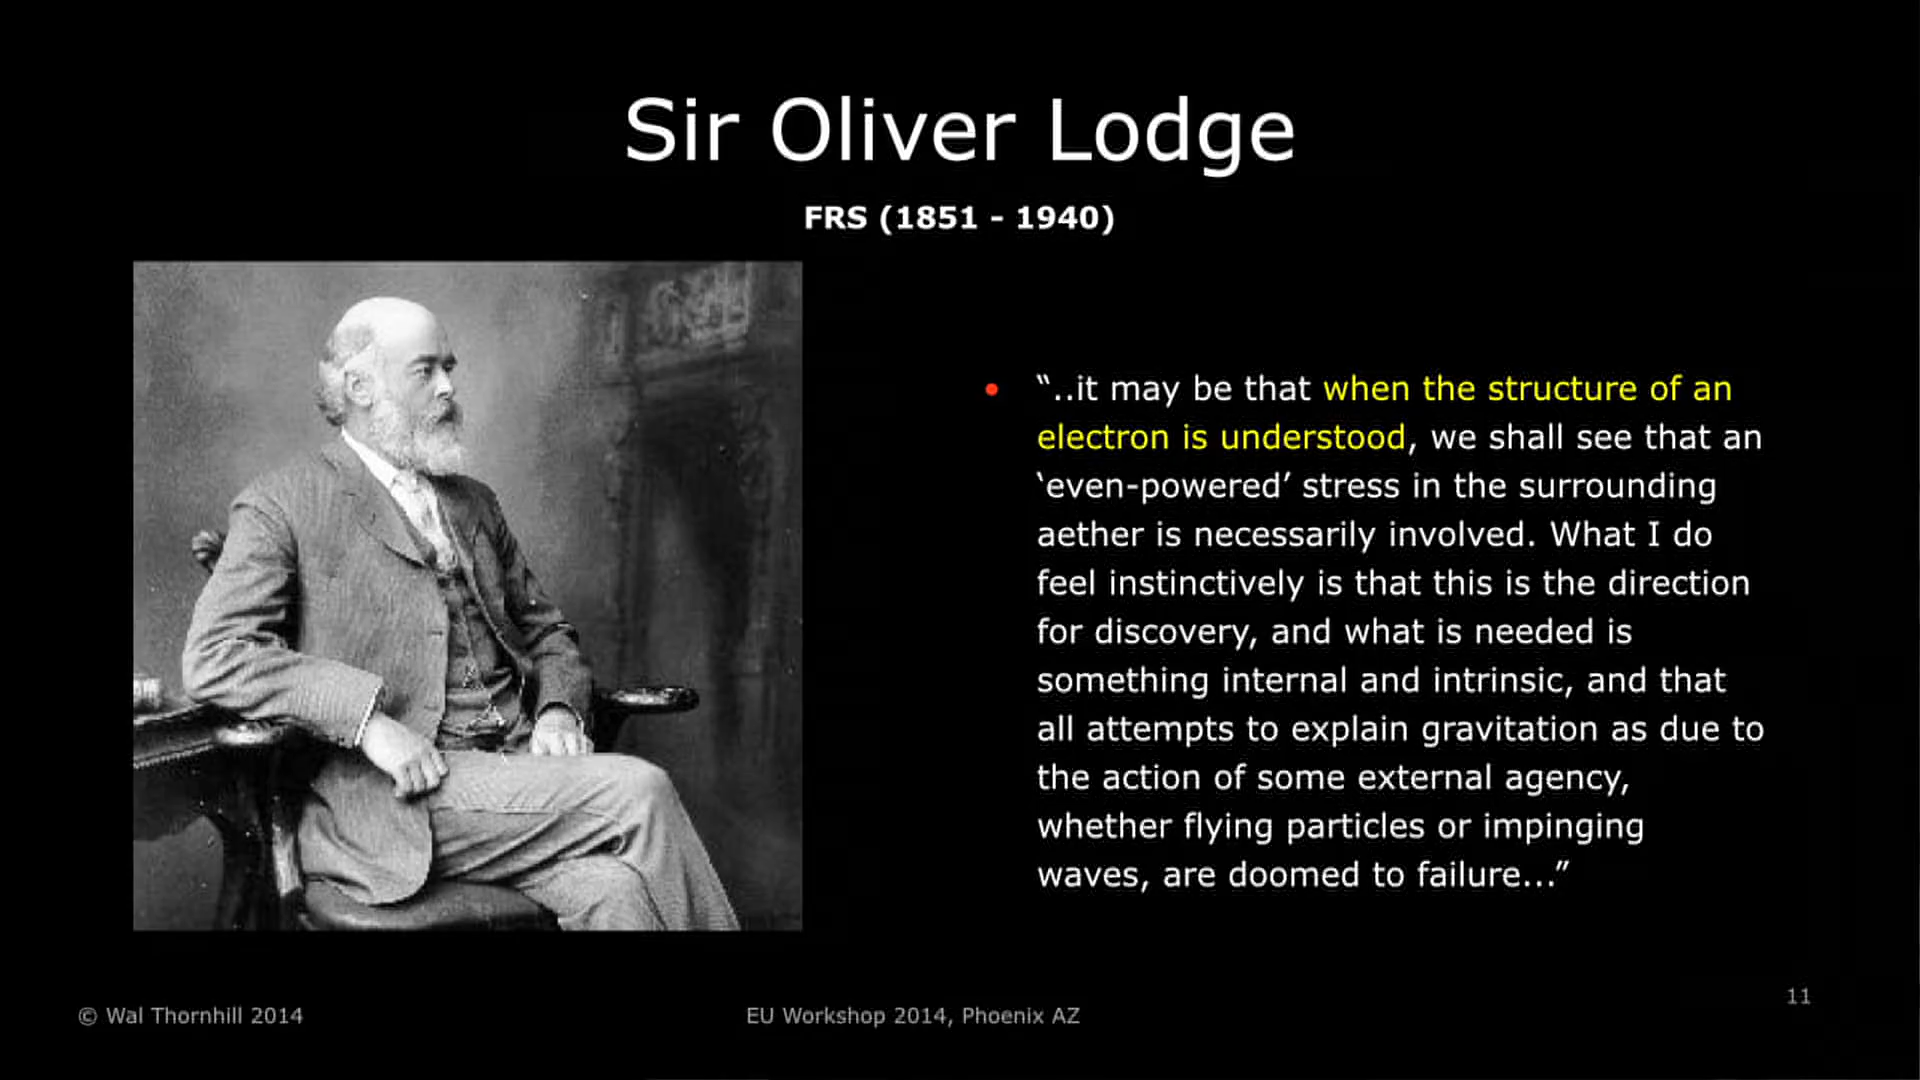 Sir Oliver Lodge
FRS (1851 - 1940)
• “..it may be that when the structure of an
electron is understood, we shall see that an
‘even-powered’ stress in the surrounding
aether is necessarily involved. What I do
feel instinctively is that this is the direction
for discovery, and what is needed is
something internal and intrinsic, and that
all attempts to explain gravitation as due to
the action of some external agency,
whether flying particles or impinging
waves, are doomed to failure...”
© Wal Thornhill 2014
EU Workshop 2014, Phoenix AZ
11